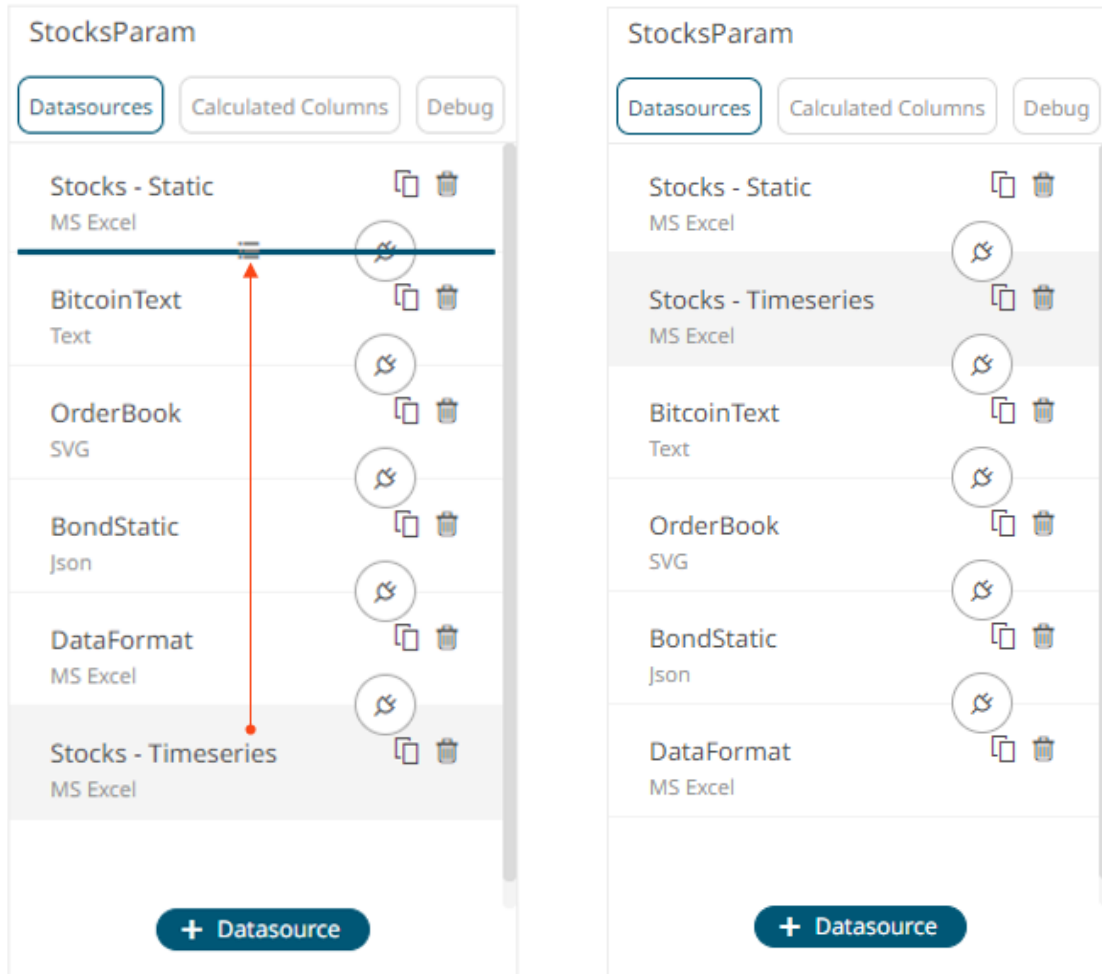 StocksParam
Datasources
Calculated Columns
Debug
Stocks - Static
MS Excel
BitcoinText
Text
OrderBook
SVG
BondStatic
Json
DataFormat
MS Excel
Stocks - Timeseries
MS Excel
+ Datasource
StocksParam
Datasources
Calculated Columns
Debug
Stocks - Static
MS Excel
Stocks - Timeseries
MS Excel
BitcoinText
Text
OrderBook
SVG
BondStatic
Json
DataFormat
MS Excel
+ Datasource